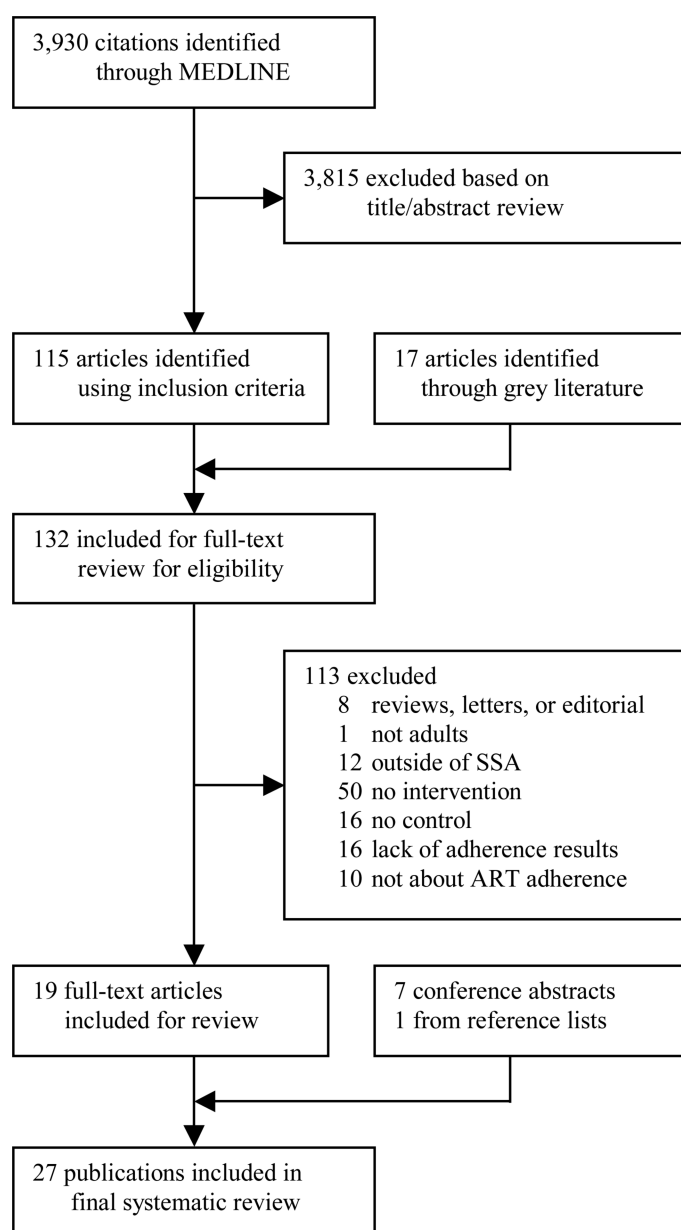 3,930 citations identified
through MEDLINE
3,815 excluded based on
title/abstract review
115 articles identified
using inclusion criteria
17 articles identified
through grey literature
132 included for full-text
review for eligibility
113 excluded
8 reviews, letters, or editorial
1 not adults
12 outside of SSA
50 no intervention
16 no control
16 lack of adherence results
10 not about ART adherence
19 full-text articles
included for review
7 conference abstracts
1 from reference lists
27 publications included in
final systematic review